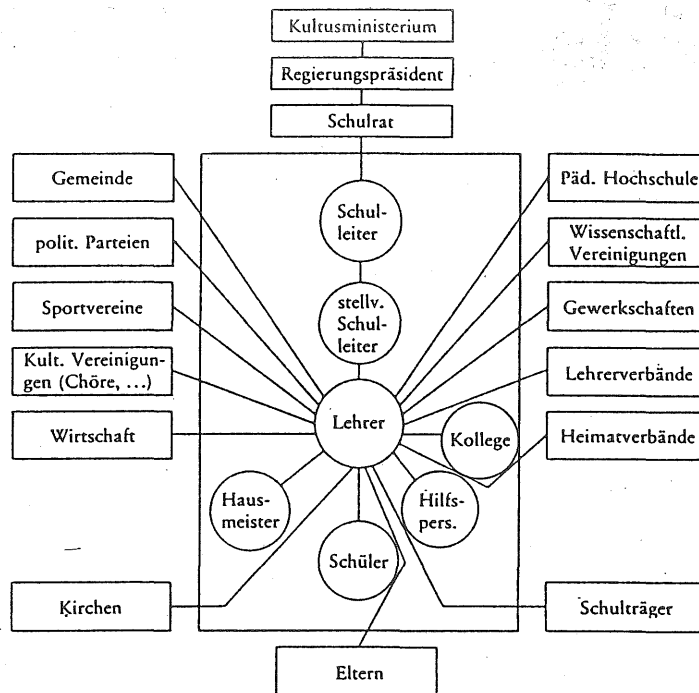 Kultusministerium
Regierungspräsident
Schulrat
Gemeinde
polit. Parteien
Sportvereine
Kult. Vereinigun-
gen (Chöre, ...)
Wirtschaft
Kirchen
Schul-
leiter
stellv.
Schul-
leiter
Lehrer
Kollege
Haus-
meister
Hilfs-
pers.
Schüler
Päd. Hochschule
Wissenschaftl.
Vereinigungen
Gewerkschaften
Lehrerverbände
Heimatverbände
Schulträger
Eltern